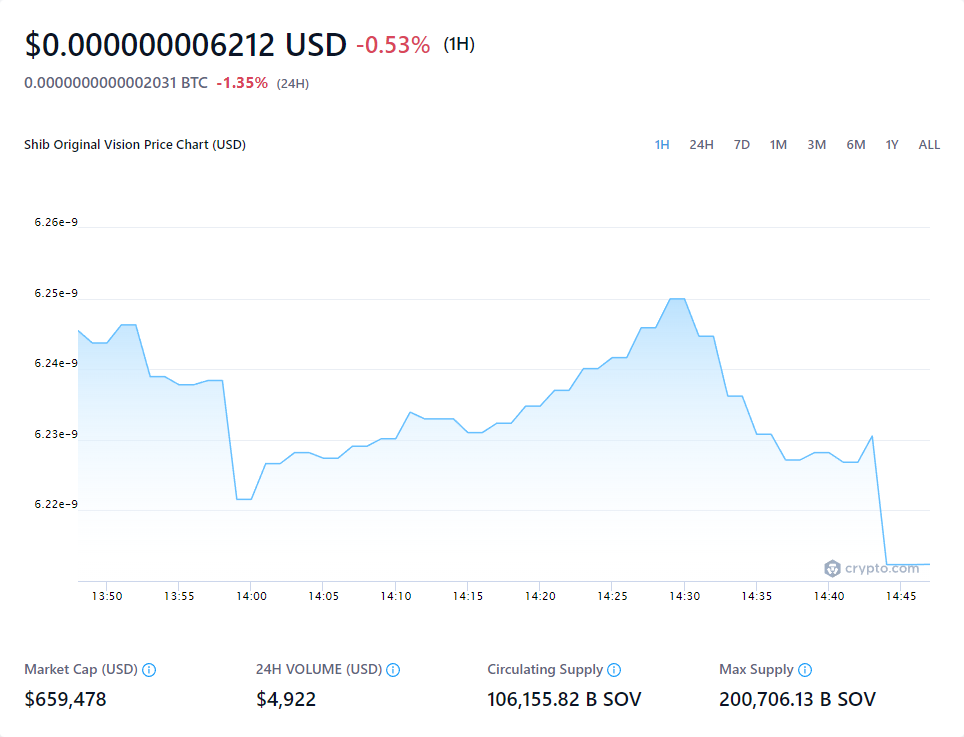 $0.000000006212 USD -0.53% (1H)
0.0000000000002031 BTC -1.35% (24H)
Shib Original Vision Price Chart (USD) 1H 24H 7D 1M 3M 6M 1Y ALL
6.26e-9
6.25e-9
6.24e-9
6.23e-9
6.22e-9
crypto.com
13:50 13:55 14:00 14:05 14:10 14:15 14:20 14:25 14:30 14:35 14:40 14:45
Market Cap (USD) 24H VOLUME (USD) Circulating Supply Max Supply
$659,478 $4,922 106,155.82 B SOV 200,706.13 B SOV